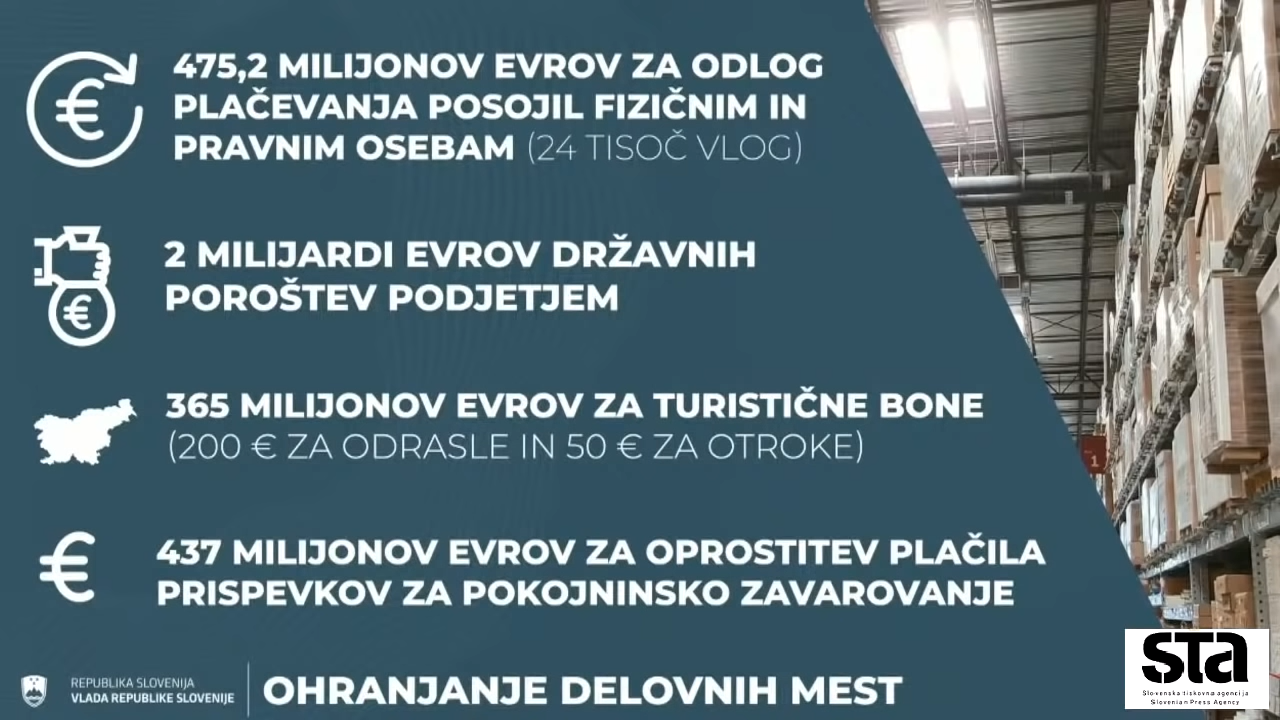 475,2 MILIJONOV EVROV ZA ODLOG
PLAČEVANJA POSOJIL FIZIČNIM IN
PRAVNIM OSEBAM (24 TISOČ VLOG)
2 MILIJARDI EVROV DRŽAVNIH
POROŠTEV PODJETJEM
365 MILIJONOV EVROV ZA TURISTIČNE BONE
(200 € ZA ODRASLE IN 50 € ZA OTROKE)
€ 437 MILIJONOV EVROV ZA OPROSTITEV PLAČILA
PRISPEVKOV ZA POKOJNINSKO ZAVAROVANJE
1
REPUBLIKA SLOVENIJA
VLADA REPUBLIKE SLOVENIJE
OHRANJANJE DELOVNIH MEST
sta
Slovenska tiskovna agencija
Slovenian Press Agency